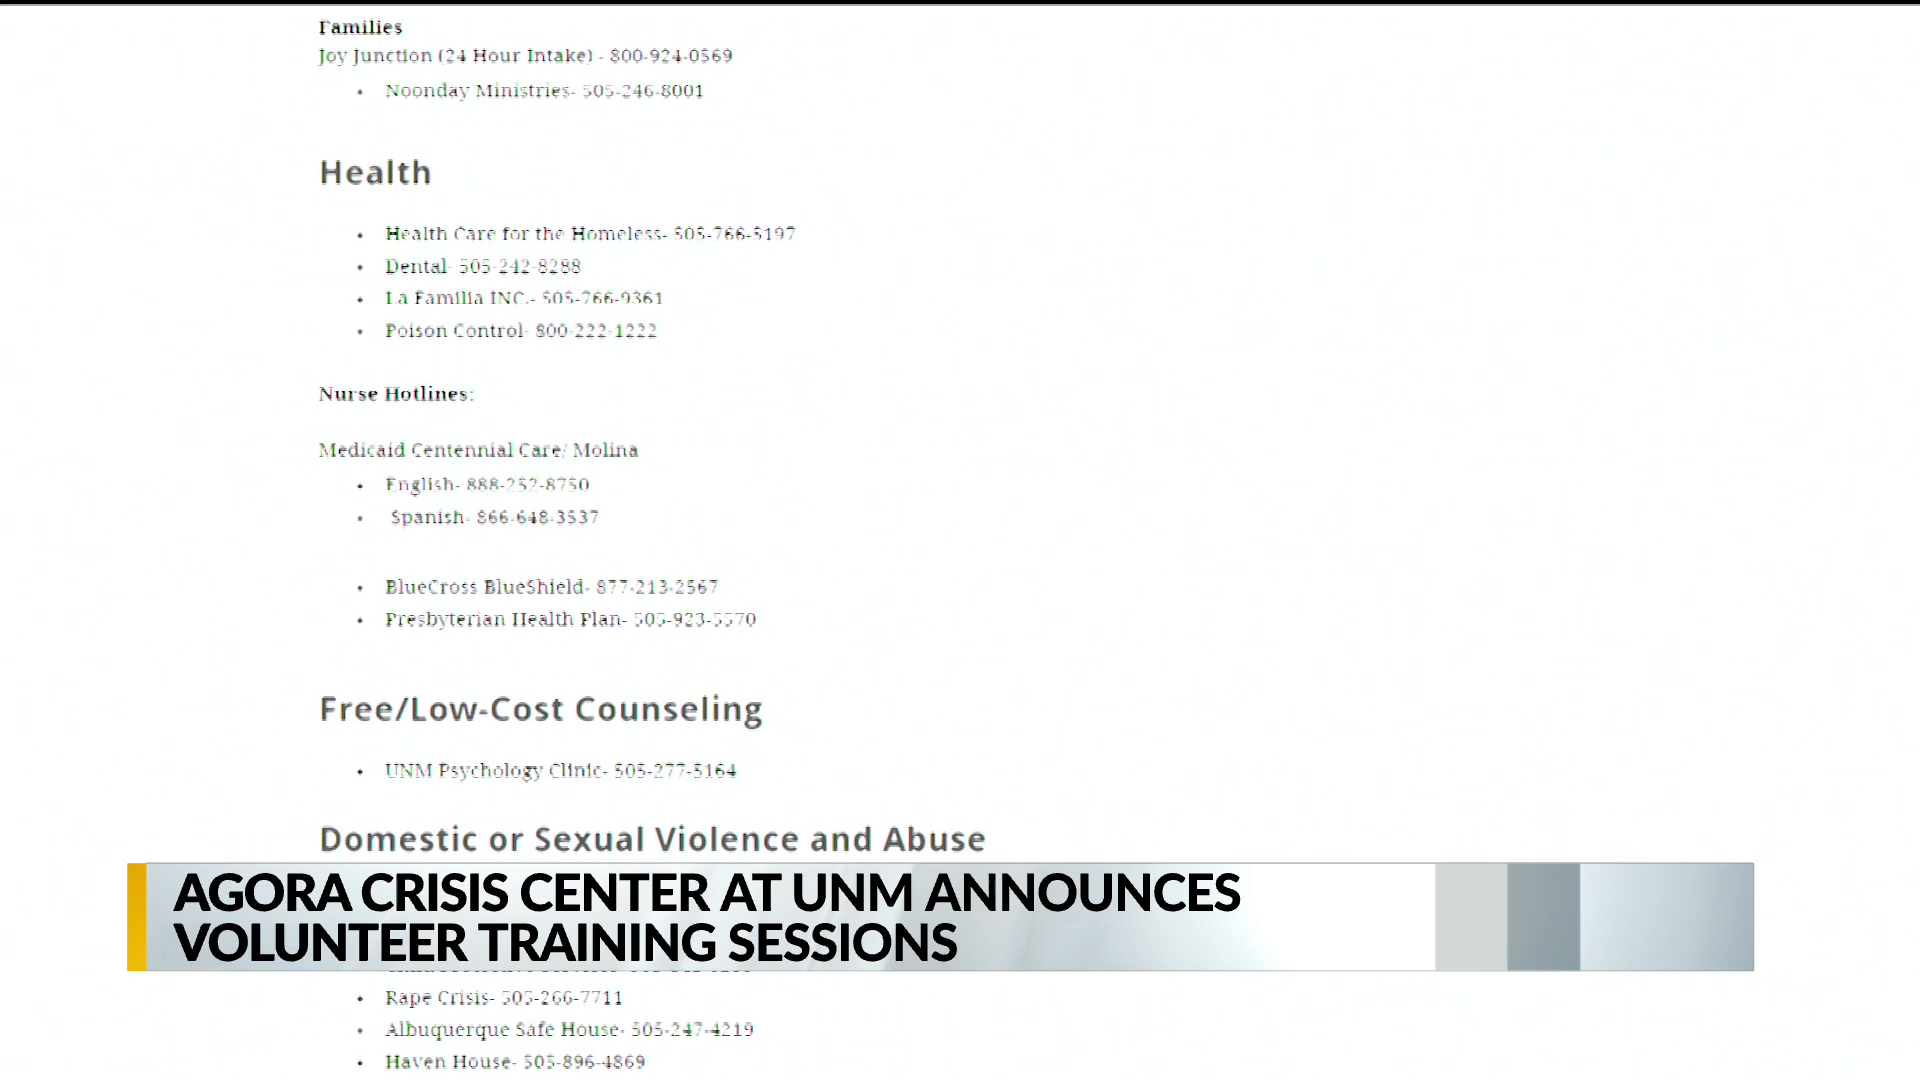 Families
Joy Junction (24 Hour Intake) - 800-924-0569
• Noonday Ministries- 505-246-8001
Health
• Health Care for the Homeless- 505-766-5197
• Dental- 505-242-8288
• La Familia INC.- 505-766-9361
• Poison Control- 800-222-1222
Nurse Hotlines:
Medicaid Centennial Care/ Molina
• English- 888-252-8750
• Spanish- 866-648-3537
• BlueCross BlueShield- 877-213-2567
• Presbyterian Health Plan- 505-923-5570
Free/Low-Cost Counseling
• UNM Psychology Clinic- 505-277-5164
Domestic or Sexual Violence and Abuse
AGORA CRISIS CENTER AT UNM ANNOUNCES
VOLUNTEER TRAINING SESSIONS
• Rape Crisis- 505-266-7711
• Albuquerque Safe House- 505-247-4219
• Haven House- 505-896-4869